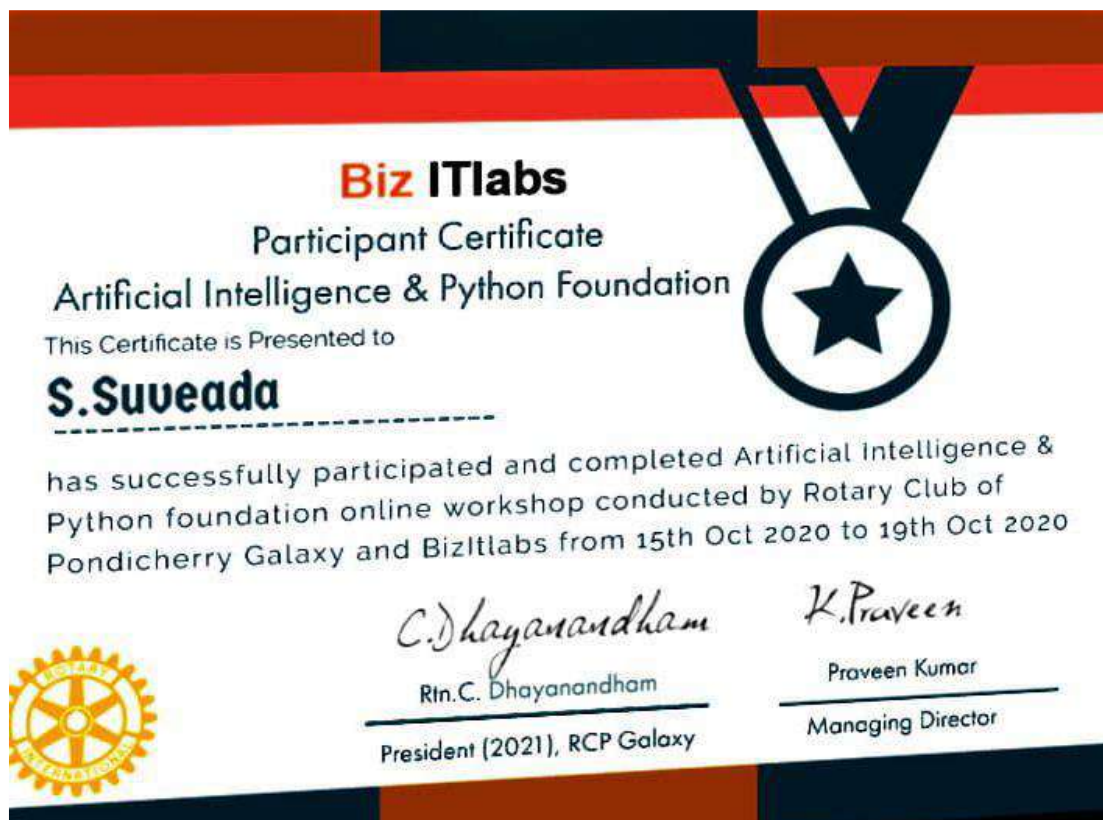 Biz ITlabs
Participant Certificate
Artificial Intelligence & Python Foundation
This Certificate is Presented to
S.Suveada
has successfully participated and completed Artificial Intelligence &
Python foundation online workshop conducted by Rotary Club of
Pondicherry Galaxy and BizItlabs from 15th Oct 2020 to 19th Oct 2020
C.Dhayanandham
K.Praveen
Rtn.C. Dhayanandham
Praveen Kumar
President (2021), RCP Galaxy
Managing Director
ROTARY
INTERNATIONAL